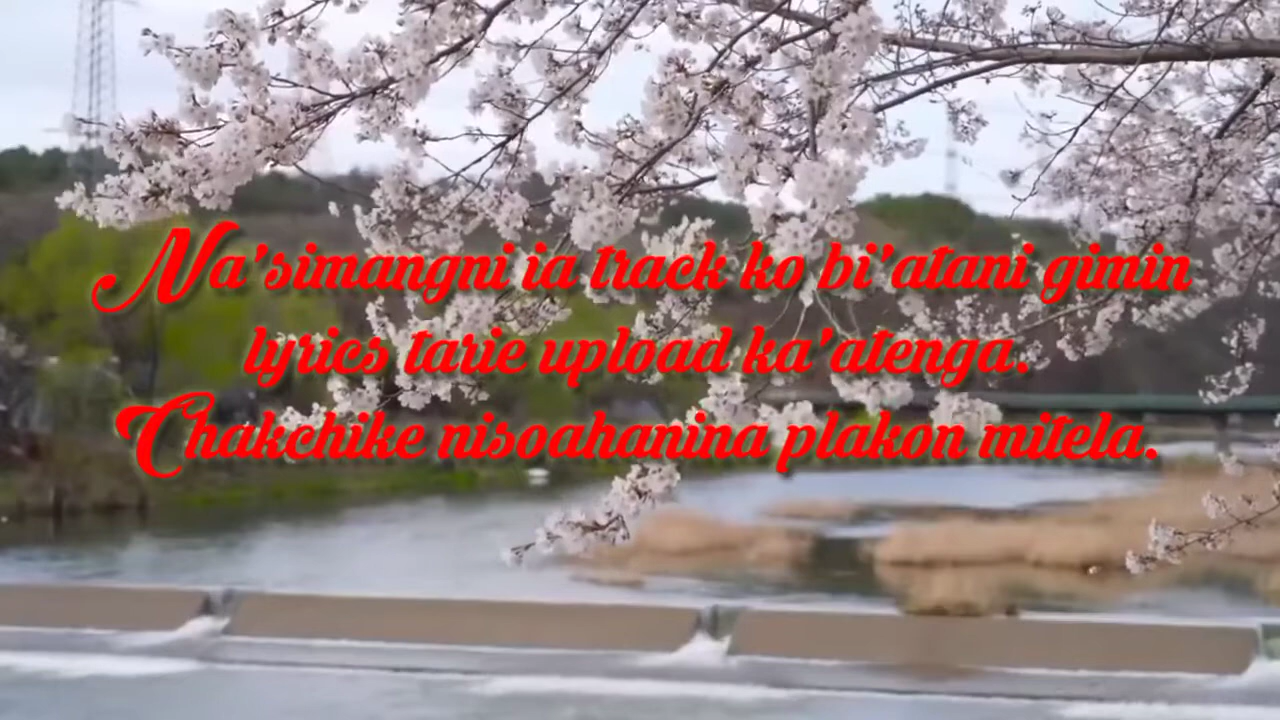 Na'simangni ia track ko bi'atani gimin
lyrics tarie upload ka'atenga.
Chakchike nisoahanina plakon mitela.